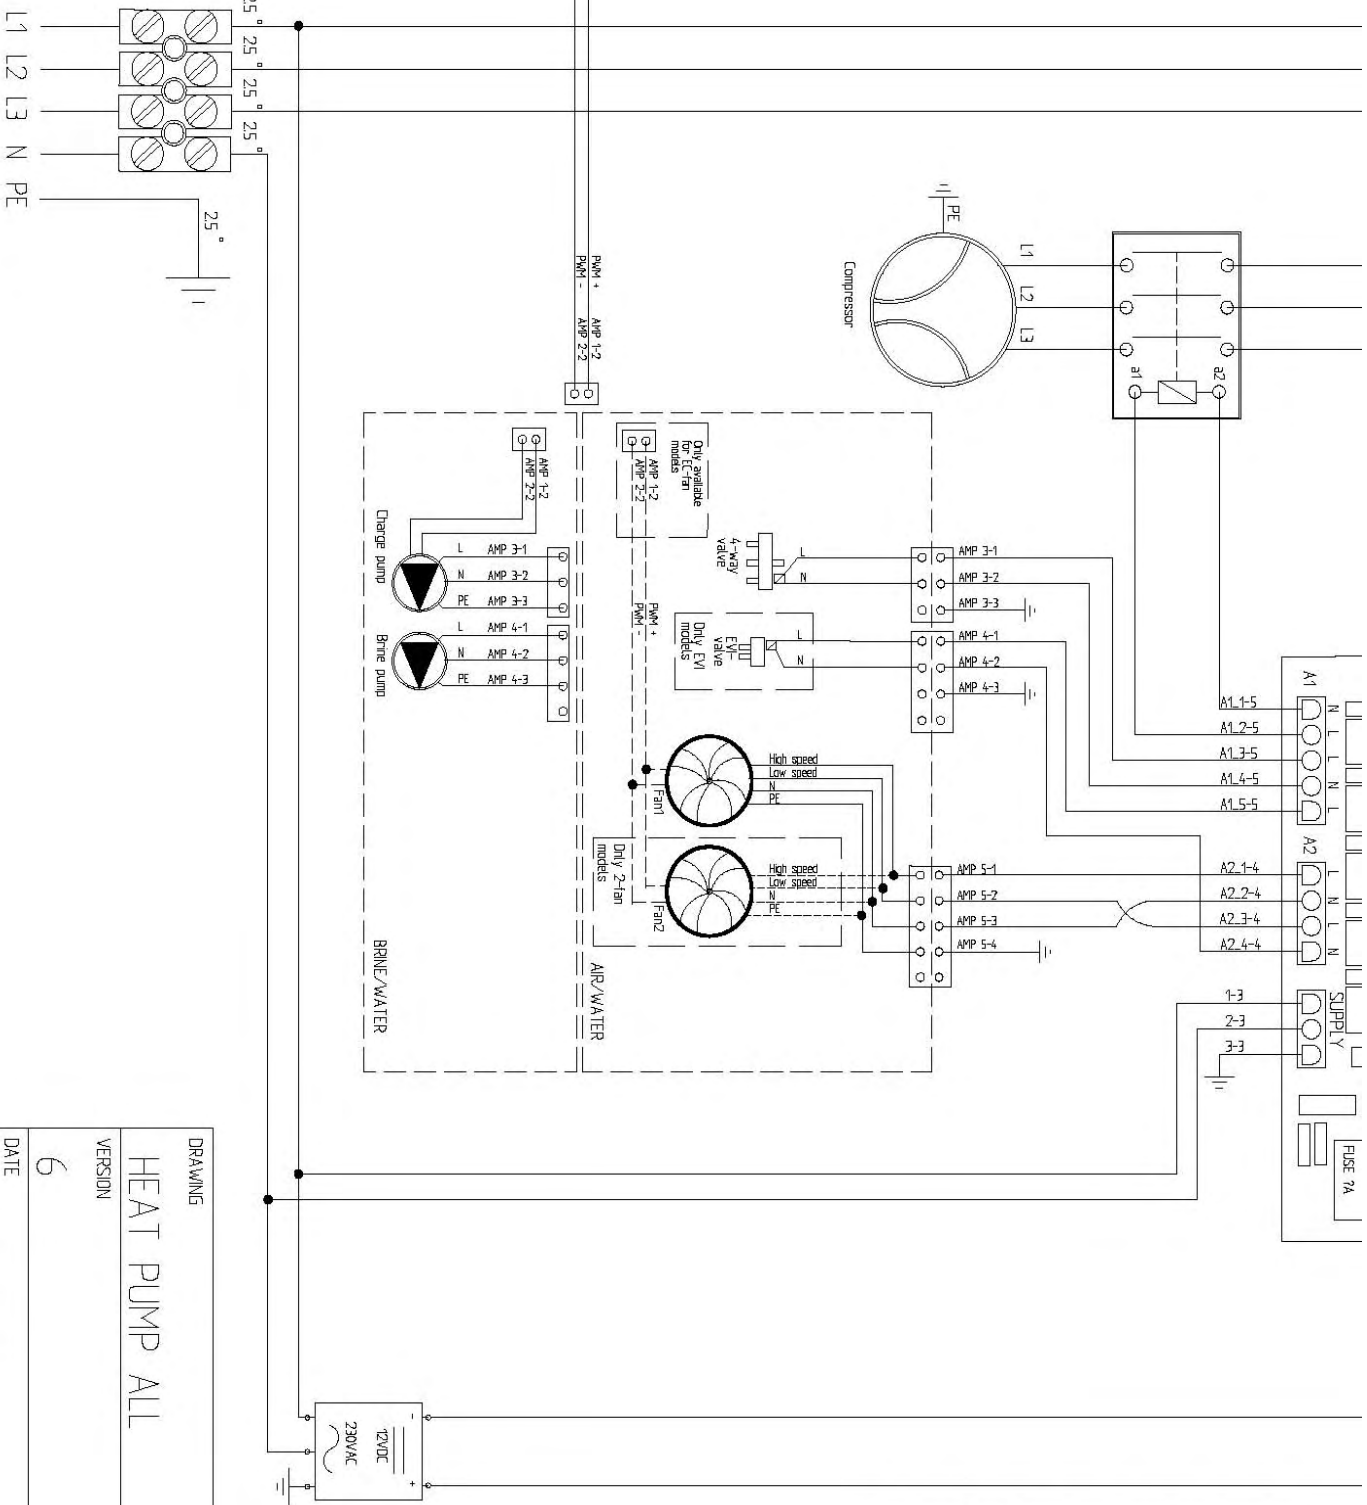 L1
L2
L3
N
PE
2.5 °
2.5 °
2.5 °
2.5 °
PWM +
PWM -
AMP 1-2
AMP 2-2
PE
Compressor
L1
L2
L3
a1
a2
AMP 1-2
AMP 2-2
Charge pump
L AMP 3-1
N AMP 3-2
PE AMP 3-3
Brine pump
L AMP 4-1
N AMP 4-2
PE AMP 4-3
BRINE/WATER
Only available
for EC-fan
models
AMP 1-2
AMP 2-2
PWM +
PWM -
4-way
valve
L
N
AMP 3-1
AMP 3-2
AMP 3-3
Only EVI
models
EVI-
valve
L
N
AMP 4-1
AMP 4-2
AMP 4-3
Fan1
High speed
Low speed
N
PE
Only 2-fan
models
Fan2
High speed
Low speed
N
PE
AMP 5-1
AMP 5-2
AMP 5-3
AMP 5-4
AIR/WATER
A1
A1_1-5 N
A1_2-5 L
A1_3-5 L
A1_4-5 N
A1_5-5 L
A2
A2_1-4 L
A2_2-4 N
A2_3-4 L
A2_4-4 N
SUPPLY
1-3
2-3
3-3
FUSE ?A
DRAWING
HEAT PUMP ALL
VERSION
6
DATE
230VAC
12VDC
-
+